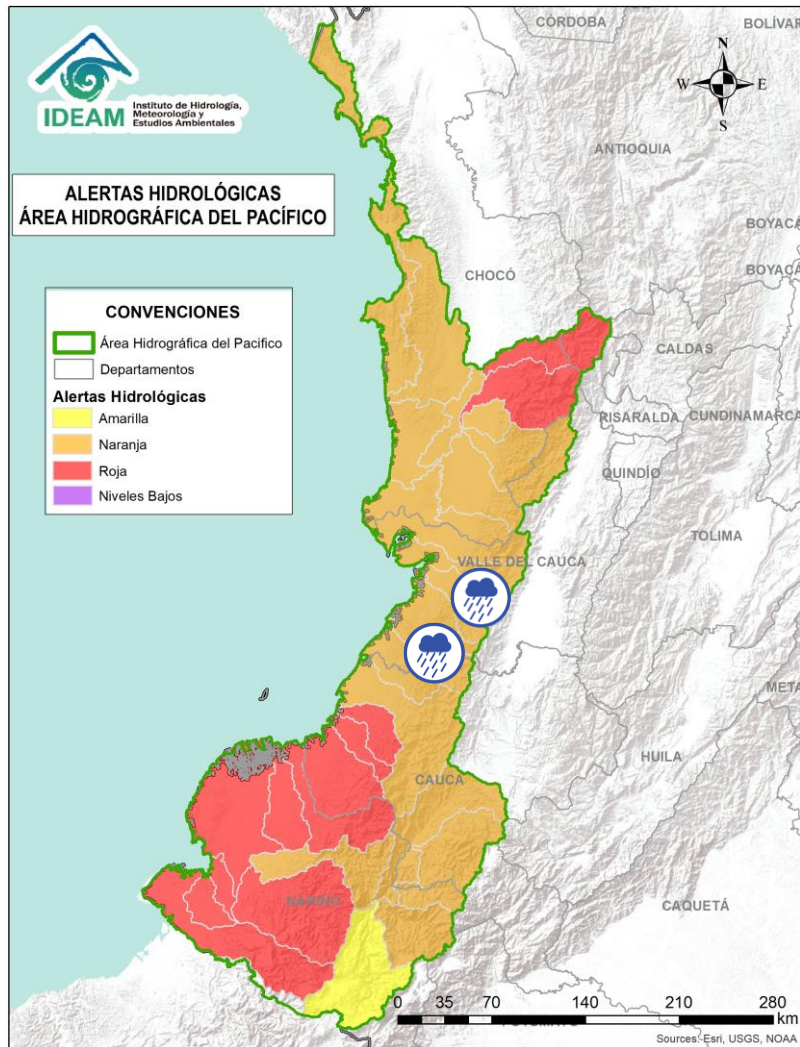 IDEAM
Instituto de Hidrología,
Meteorología y
Estudios Ambientales
ALERTAS HIDROLÓGICAS
ÁREA HIDROGRÁFICA DEL PACÍFICO
CONVENCIONES
Área Hidrográfica del Pacifico
Departamentos
Alertas Hidrológicas
Amarilla
Naranja
Roja
Niveles Bajos
CÓRDOBA
BOLÍVAR
N
W
E
S
ANTIOQUIA
BOYACÁ
BOYACÁ
CHOCÓ
CALDAS
RISARALDA
CUNDINAMARCA
QUINDÍO
TOLIMA
VALLE DEL CAUCA
META
HUILA
CAUCA
CAQUETÁ
NARIÑO
0 35 70 140 210 280
km
Sources: Esri, USGS, NOAA